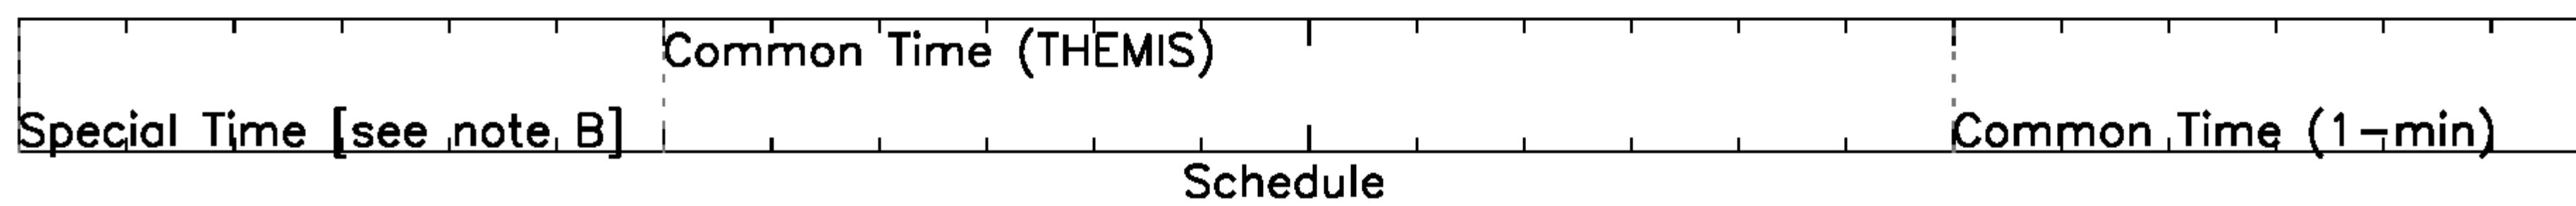 Common Time (THEMIS)
Special Time [see note B]
Common Time (1-min)
Schedule